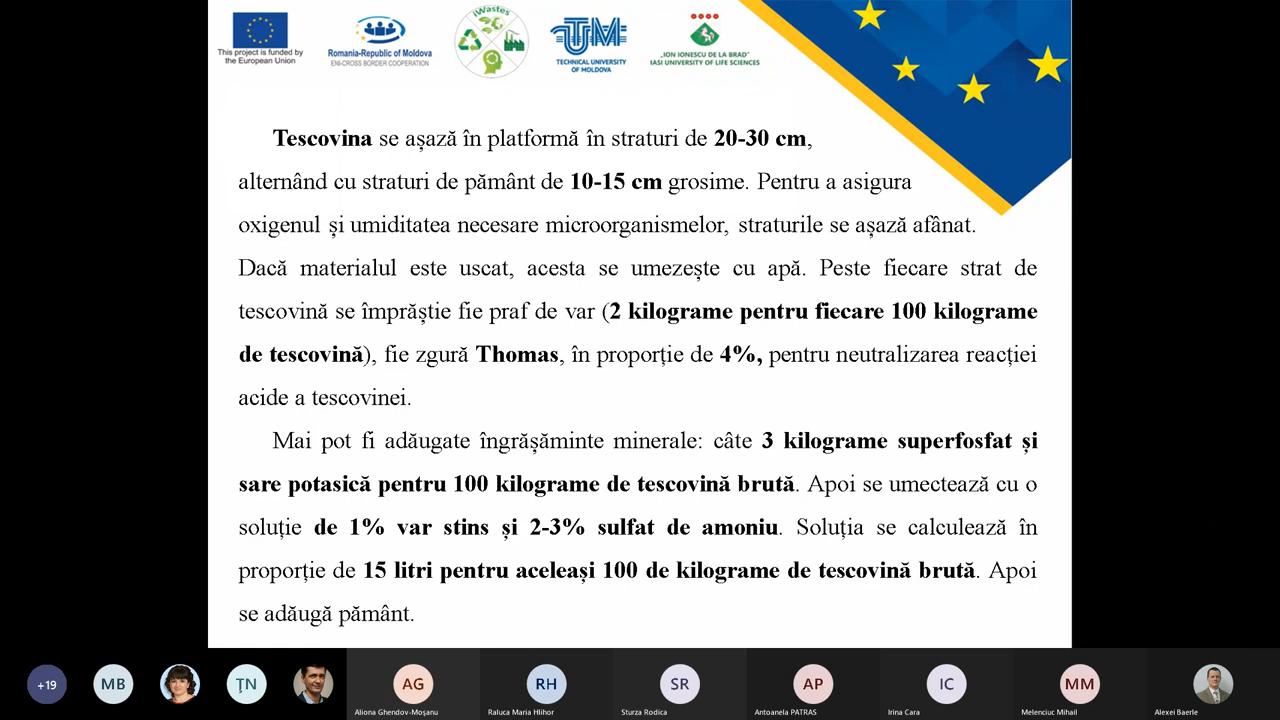 This project is funded by
the European Union
Romania-Republic of Moldova
ENI-CROSS BORDER COOPERATION
iWastes
UTM
TECHNICAL UNIVERSITY
OF MOLDOVA
„ION IONESCU DE LA BRAD”
IASI UNIVERSITY OF LIFE SCIENCES
Tescovina se așază în platformă în straturi de 20-30 cm,
alternând cu straturi de pământ de 10-15 cm grosime. Pentru a asigura
oxigenul și umiditatea necesare microorganismelor, straturile se așază afânat.
Dacă materialul este uscat, acesta se umezește cu apă. Peste fiecare strat de
tescovină se împrăștie fie praf de var (2 kilograme pentru fiecare 100 kilograme
de tescovină), fie zgură Thomas, în proporție de 4%, pentru neutralizarea reacției
acide a tescovinei.
Mai pot fi adăugate îngrășăminte minerale: câte 3 kilograme superfosfat și
sare potasică pentru 100 kilograme de tescovină brută. Apoi se umectează cu o
soluție de 1% var stins și 2-3% sulfat de amoniu. Soluția se calculează în
proporție de 15 litri pentru aceleași 100 de kilograme de tescovină brută. Apoi
se adăugă pământ.
+19
MB
ŢN
AG
RH
SR
AP
IC
MM
Aliona Ghendov-Moşanu
Raluca Maria Hlihor
Sturza Rodica
Antoanela PATRAS
Irina Cara
Melenciuc Mihail
Alexei Baerle